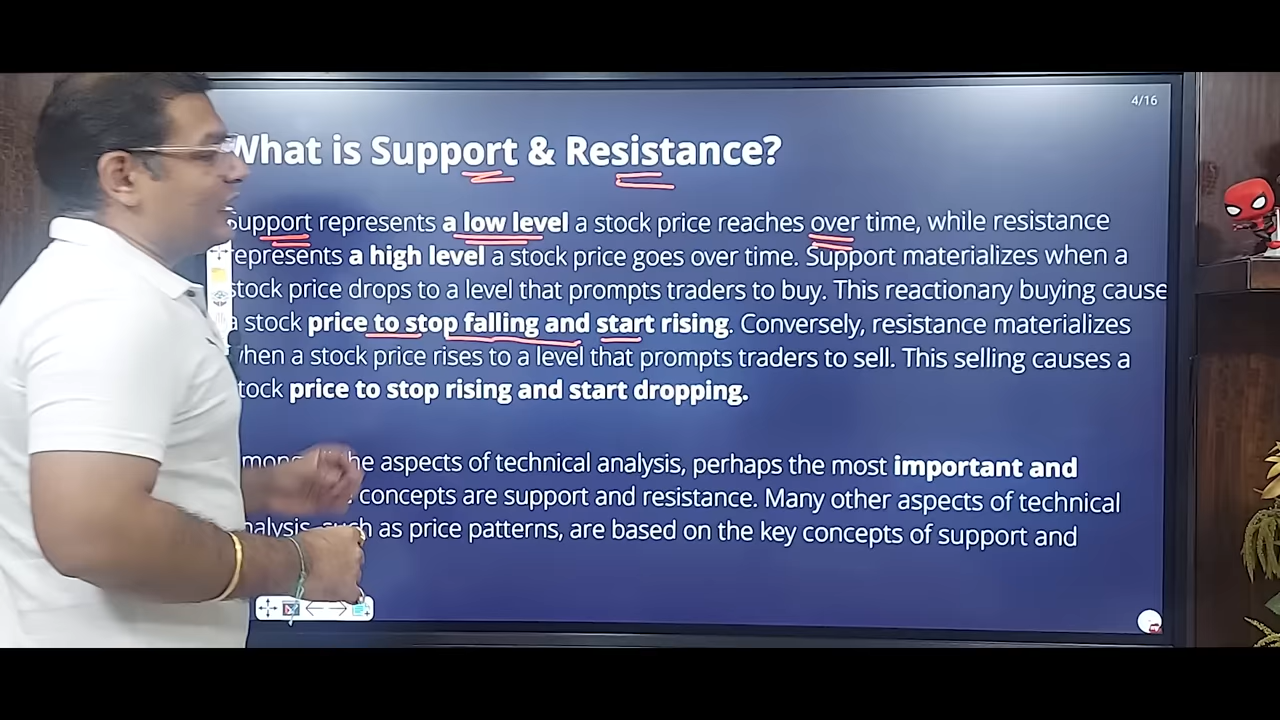 4/16
What is Support & Resistance?
Support represents a low level a stock price reaches over time, while resistance
represents a high level a stock price goes over time. Support materializes when a
stock price drops to a level that prompts traders to buy. This reactionary buying cause
a stock price to stop falling and start rising. Conversely, resistance materializes
when a stock price rises to a level that prompts traders to sell. This selling causes a
stock price to stop rising and start dropping.
the aspects of technical analysis, perhaps the most important and
concepts are support and resistance. Many other aspects of technical
analysis, such as price patterns, are based on the key concepts of support and